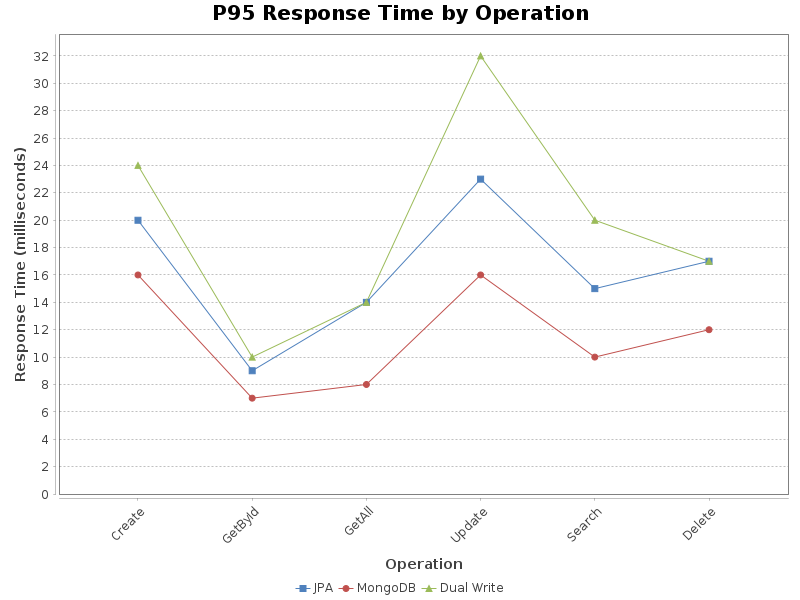 P95 Response Time by Operation
Response Time (milliseconds)
32
30
28
26
24
22
20
18
16
14
12
10
8
6
4
2
0
Create
GetById
GetAll
Update
Search
Delete
Operation
JPA MongoDB Dual Write